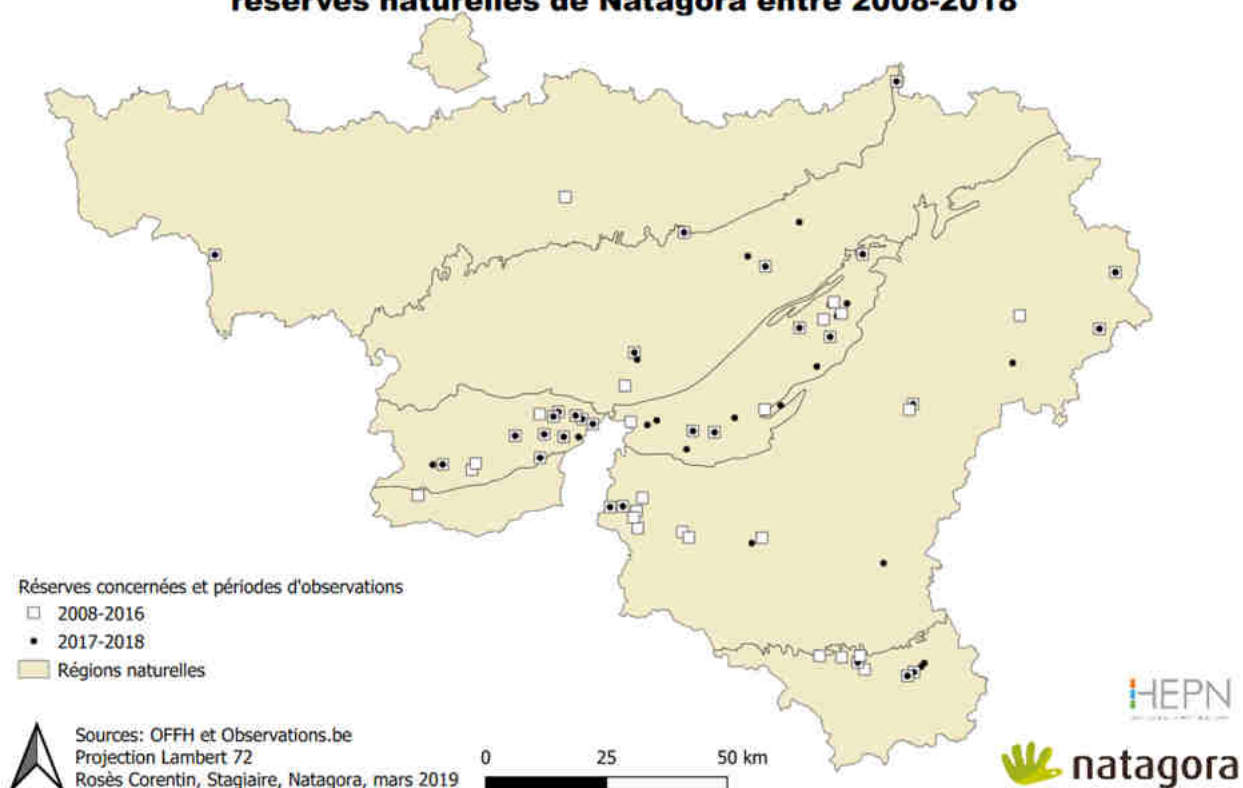 réserves naturelles de Natagora entre 2008-2018
Réserves concernées et périodes d'observations
2008-2016
2017-2018
Régions naturelles
Sources: OFFH et Observations.be
Projection Lambert 72
Rosès Corentin, Stagiaire, Natagora, mars 2019
0 25 50 km
HEPN
natagora